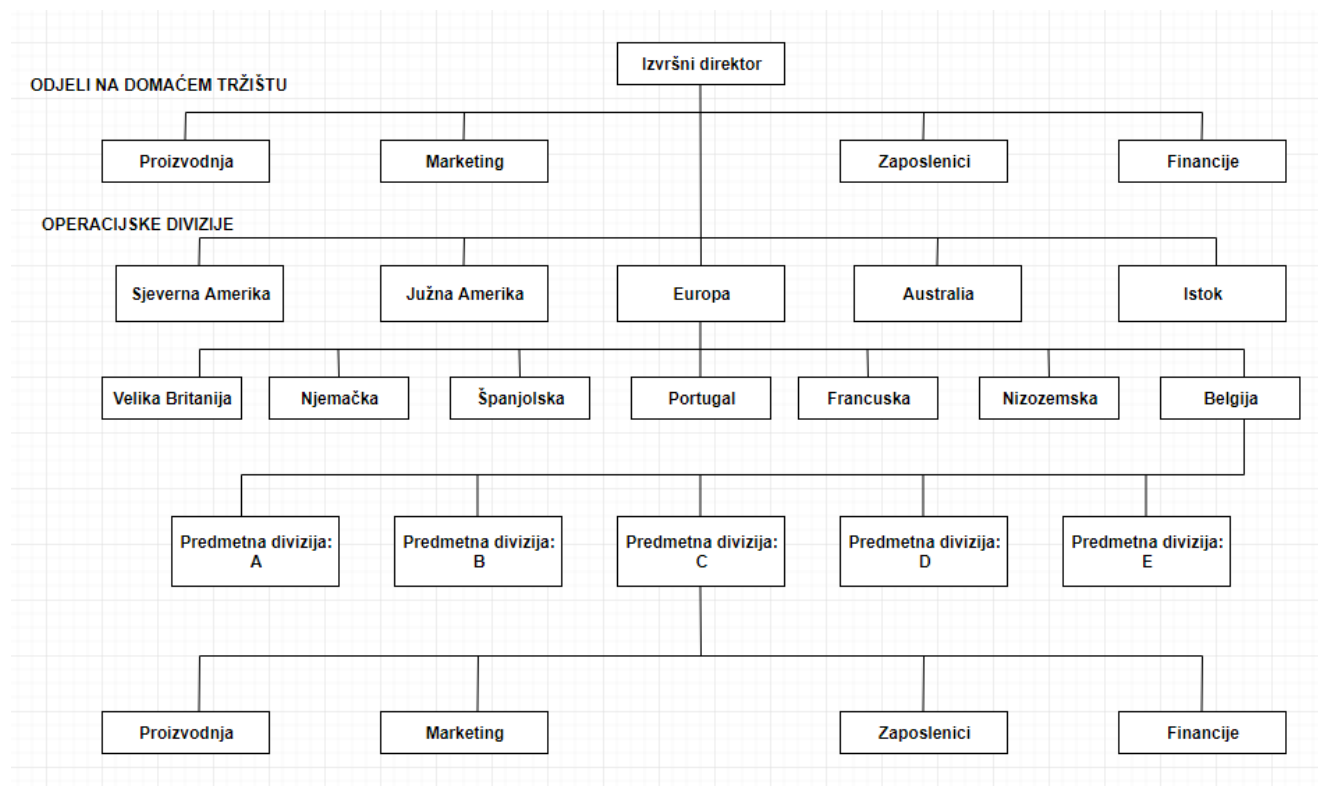 Izvršni direktor
ODJELI NA DOMAĆEM TRŽIŠTU
Proizvodnja
Marketing
Zaposlenici
Financije
OPERACIJSKE DIVIZIJE
Sjeverna Amerika
Južna Amerika
Europa
Australia
Istok
Velika Britanija
Njemačka
Španjolska
Portugal
Francuska
Nizozemska
Belgija
Predmetna divizija:
A
Predmetna divizija:
B
Predmetna divizija:
C
Predmetna divizija:
D
Predmetna divizija:
E
Proizvodnja
Marketing
Zaposlenici
Financije